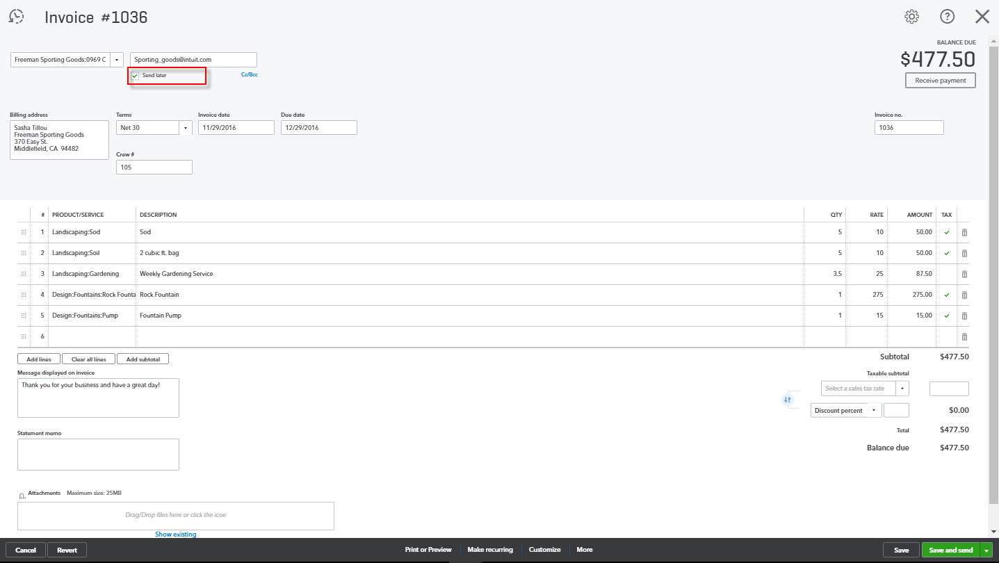 Invoice #1036
BALANCE DUE
$477.50
Receive payment
Freeman Sporting Goods:0969 C
Sporting_goods@intuit.com
Send later
Cc/Bcc
Billing address
Sasha Tillou
Freeman Sporting Goods
370 Easy St.
Middlefield, CA 94482
Terms
Net 30
Invoice date
11/29/2016
Due date
12/29/2016
Invoice no.
1036
Crew #
105
# PRODUCT/SERVICE DESCRIPTION QTY RATE AMOUNT TAX
1 Landscaping:Sod Sod 5 10 50.00
2 Landscaping:Soil 2 cubic ft. bag 5 10 50.00
3 Landscaping:Gardening Weekly Gardening Service 3.5 25 87.50
4 Design:Fountains:Rock Founta Rock Fountain 1 275 275.00
5 Design:Fountains:Pump Fountain Pump 1 15 15.00
6
Add lines Clear all lines Add subtotal
Subtotal $477.50
Message displayed on invoice
Thank you for your business and have a great day!
Taxable subtotal
Select a sales tax rate
Discount percent $0.00
Total $477.50
Balance due $477.50
Statement memo
Attachments Maximum size: 25MB
Drag/Drop files here or click the icon
Show existing
Cancel Revert Print or Preview Make recurring Customize More Save Save and send